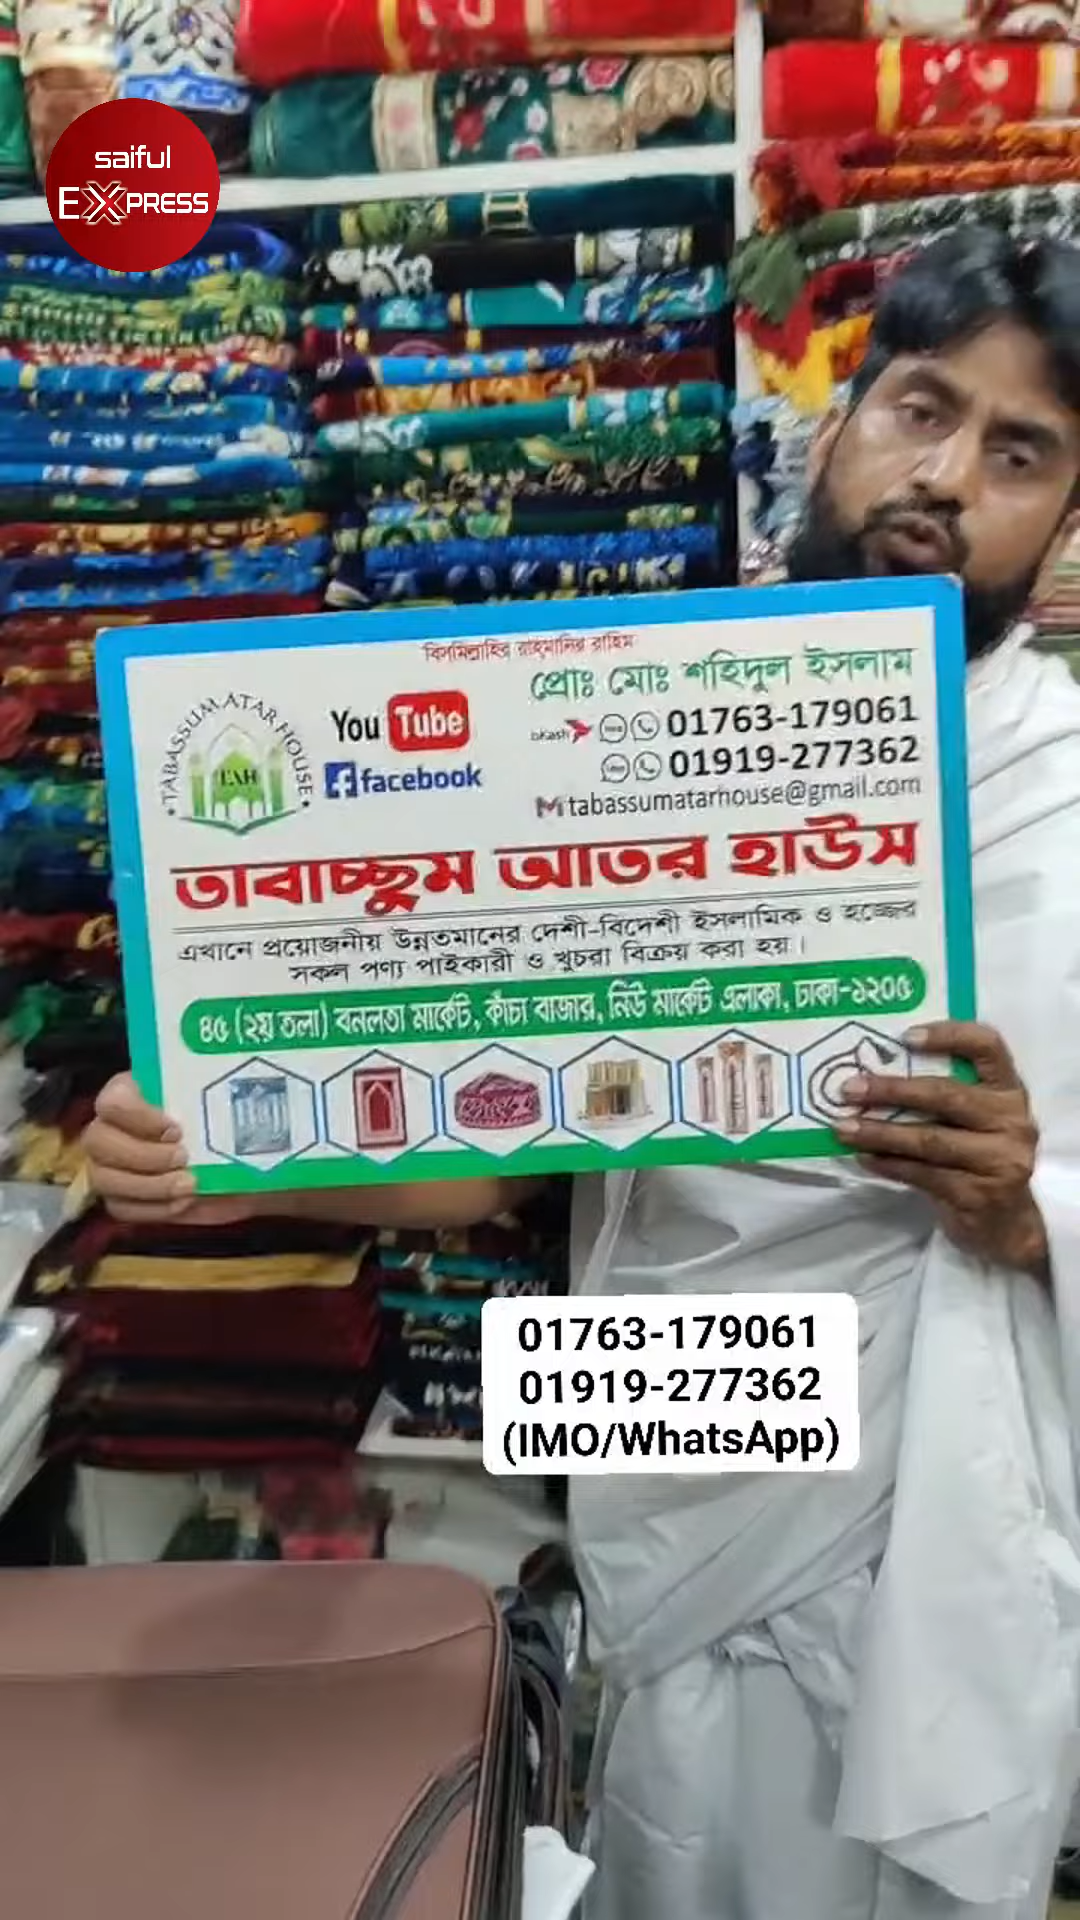 saiful
EXPRESS
বিসমিল্লাহির রাহমানির রাহিম
TABASSUM ATAR HOUSE
TAH
YouTube
facebook
প্রোঃ মোঃ শহিদুল ইসলাম
bKash 01763-179061
01919-277362
tabassumatarhouse@gmail.com
তাবাচ্ছুম আতর হাউস
এখানে প্রয়োজনীয় উন্নতমানের দেশী-বিদেশী ইসলামিক ও হজ্জের
সকল পণ্য পাইকারী ও খুচরা বিক্রয় করা হয়।
৪৫ (২য় তলা) বনলতা মার্কেট, কাঁচা বাজার, নিউ মার্কেট এলাকা, ঢাকা-১২০৫
01763-179061
01919-277362
(IMO/WhatsApp)